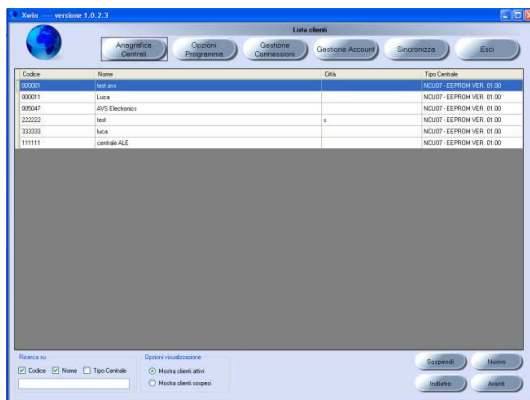 Xwin ---- versione 1.0.2.3
Lista clienti
Anagrafica Centrali
Opzioni Programma
Gestione Connessioni
Gestione Account
Sincronizza
Esci
Codice Nome Città Tipo Centrale
000001 test avs NCU07 - EEPROM VER. 01.00
000011 Luca NCU07 - EEPROM VER. 01.00
005047 AVS Electronics NCU07 - EEPROM VER. 01.00
222222 test s NCU07 - EEPROM VER. 01.00
333333 luca NCU07 - EEPROM VER. 01.00
111111 centrale ALE NCU07 - EEPROM VER. 01.00
Ricerca su
Codice Nome Tipo Centrale
Opzioni visualizzazione
Mostra clienti attivi
Mostra clienti sospesi
Sospendi Nuovo
Indietro Avanti